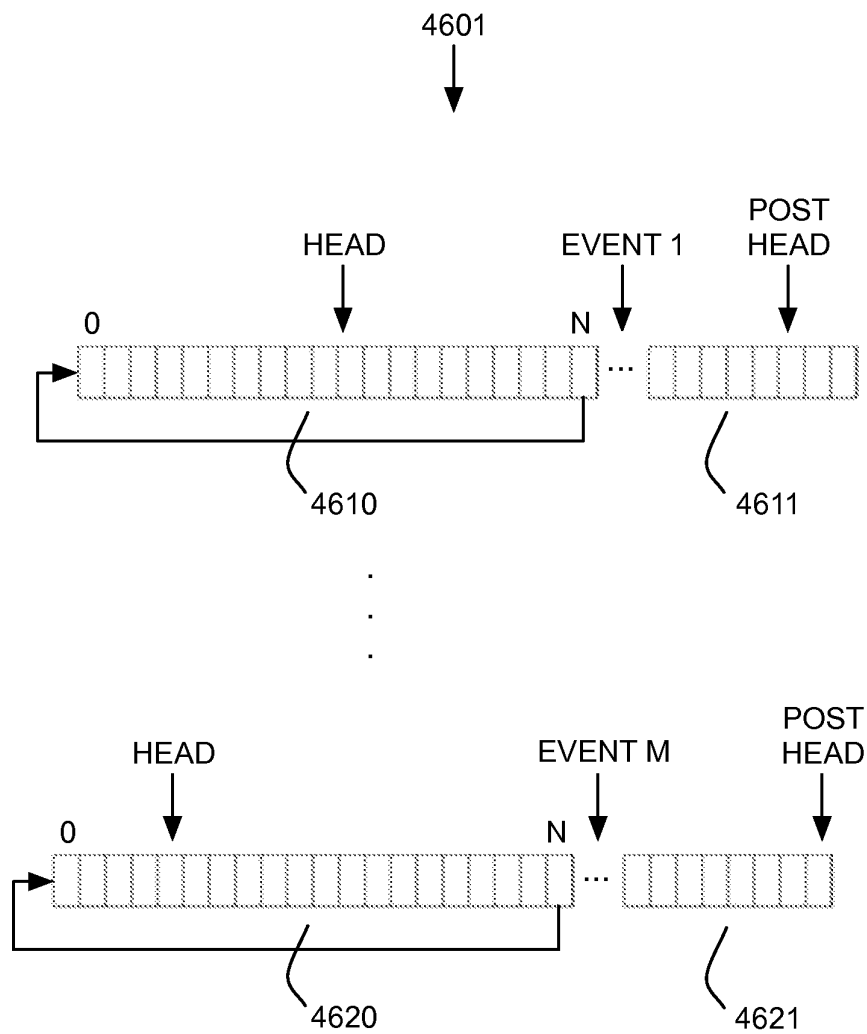 4601
POST
HEAD EVENT 1 HEAD
0 N
...
4610 4611
.
.
.
POST
HEAD EVENT M HEAD
0 N
...
4620 4621